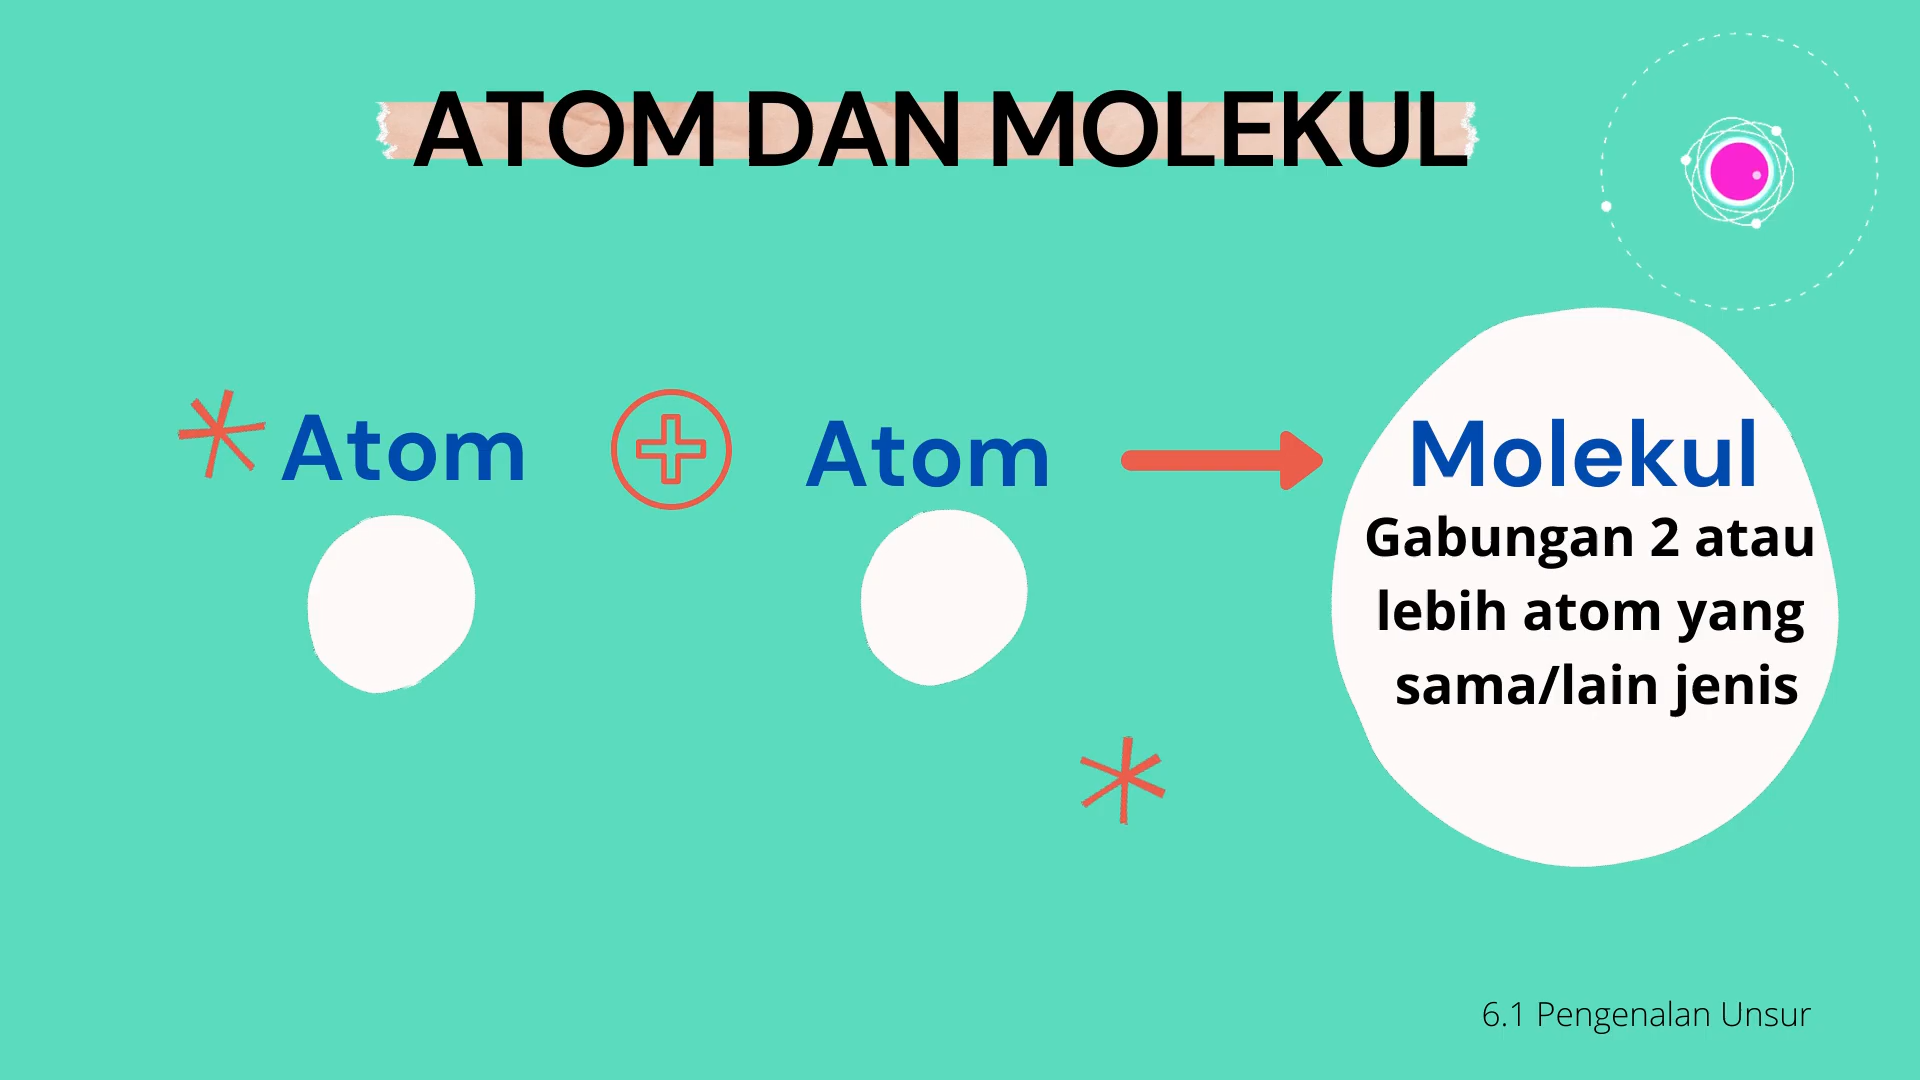 ATOM DAN MOLEKUL
Atom
Atom
Molekul
Gabungan 2 atau
lebih atom yang
sama/lain jenis
6.1 Pengenalan Unsur